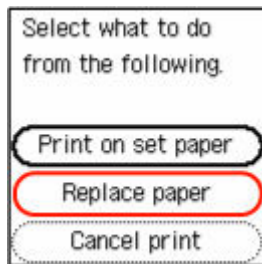 Select what to do
from the following.
Print on set paper
Replace paper
Cancel print